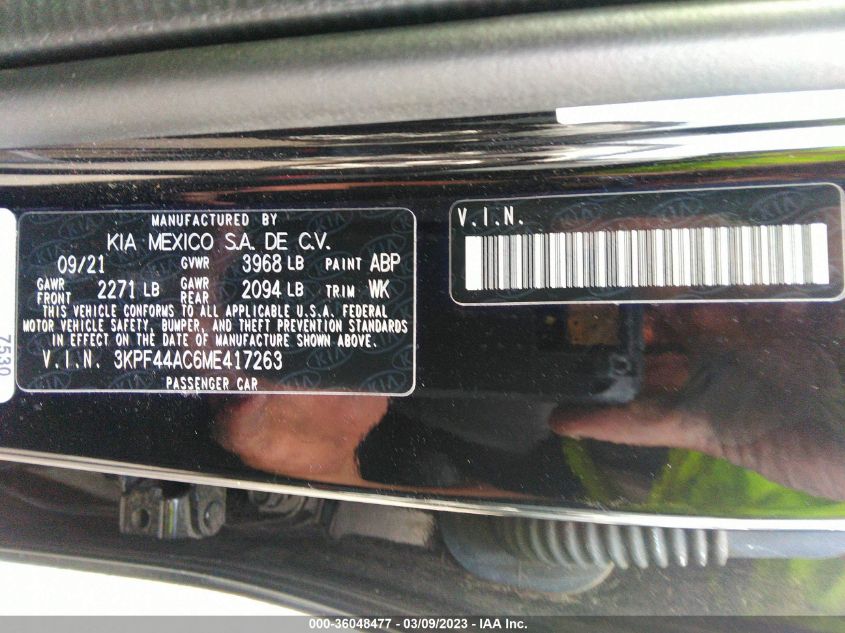 MANUFACTURED BY
KIA MEXICO S.A. DE C.V.
09/21 GVWR 3968 LB PAINT ABP
GAWR FRONT 2271 LB GAWR REAR 2094 LB TRIM WK
THIS VEHICLE CONFORMS TO ALL APPLICABLE U.S.A. FEDERAL
MOTOR VEHICLE SAFETY, BUMPER, AND THEFT PREVENTION STANDARDS
IN EFFECT ON THE DATE OF MANUFACTURE SHOWN ABOVE.
V.I.N. 3KPF44AC6ME417263
PASSENGER CAR
V.I.N.
7530
000-36048477 - 03/09/2023 - IAA Inc.